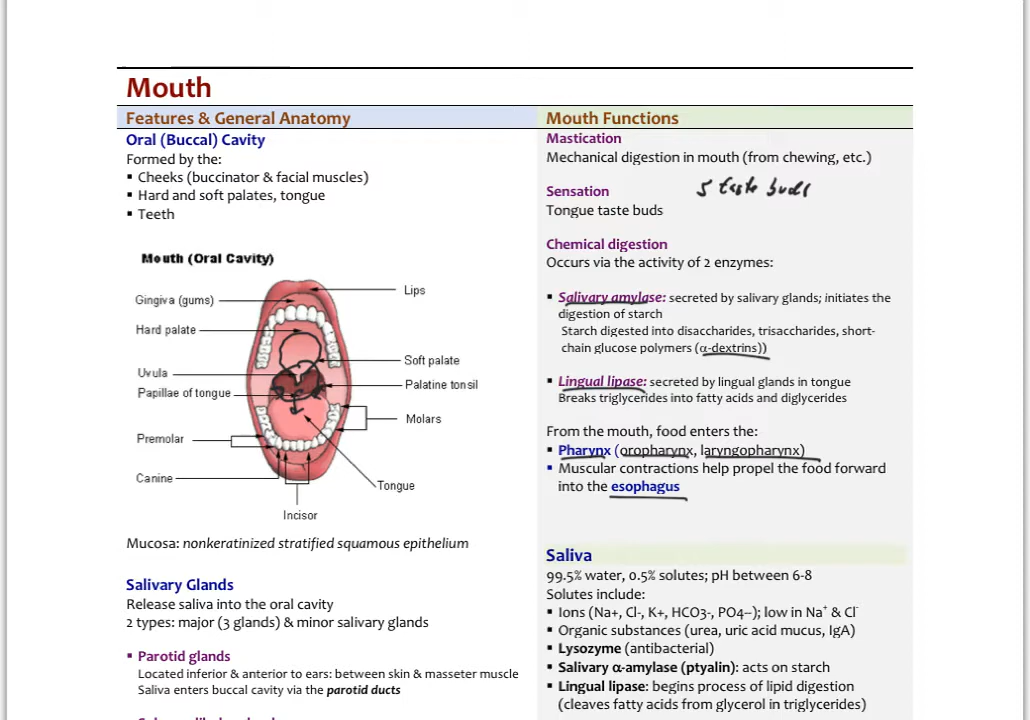 Mouth
Features & General Anatomy
Oral (Buccal) Cavity
Formed by the:
▪ Cheeks (buccinator & facial muscles)
▪ Hard and soft palates, tongue
▪ Teeth
Mouth (Oral Cavity)
Gingiva (gums)
Lips
Hard palate
Soft palate
Uvula
Palatine tonsil
Papillae of tongue
Molars
Premolar
Canine
Tongue
Incisor
Mucosa: nonkeratinized stratified squamous epithelium
Salivary Glands
Release saliva into the oral cavity
2 types: major (3 glands) & minor salivary glands
▪ Parotid glands
Located inferior & anterior to ears: between skin & masseter muscle
Saliva enters buccal cavity via the parotid ducts
Mouth Functions
Mastication
Mechanical digestion in mouth (from chewing, etc.)
Sensation
5 taste buds
Tongue taste buds
Chemical digestion
Occurs via the activity of 2 enzymes:
▪ Salivary amylase: secreted by salivary glands; initiates the
digestion of starch
Starch digested into disaccharides, trisaccharides, short-
chain glucose polymers (α-dextrins))
▪ Lingual lipase: secreted by lingual glands in tongue
Breaks triglycerides into fatty acids and diglycerides
From the mouth, food enters the:
▪ Pharynx (oropharynx, laryngopharynx)
▪ Muscular contractions help propel the food forward
into the esophagus
Saliva
99.5% water, 0.5% solutes; pH between 6-8
Solutes include:
▪ Ions (Na+, Cl-, K+, HCO3-, PO4--); low in Na⁺ & Cl⁻
▪ Organic substances (urea, uric acid mucus, IgA)
▪ Lysozyme (antibacterial)
▪ Salivary α-amylase (ptyalin): acts on starch
▪ Lingual lipase: begins process of lipid digestion
(cleaves fatty acids from glycerol in triglycerides)